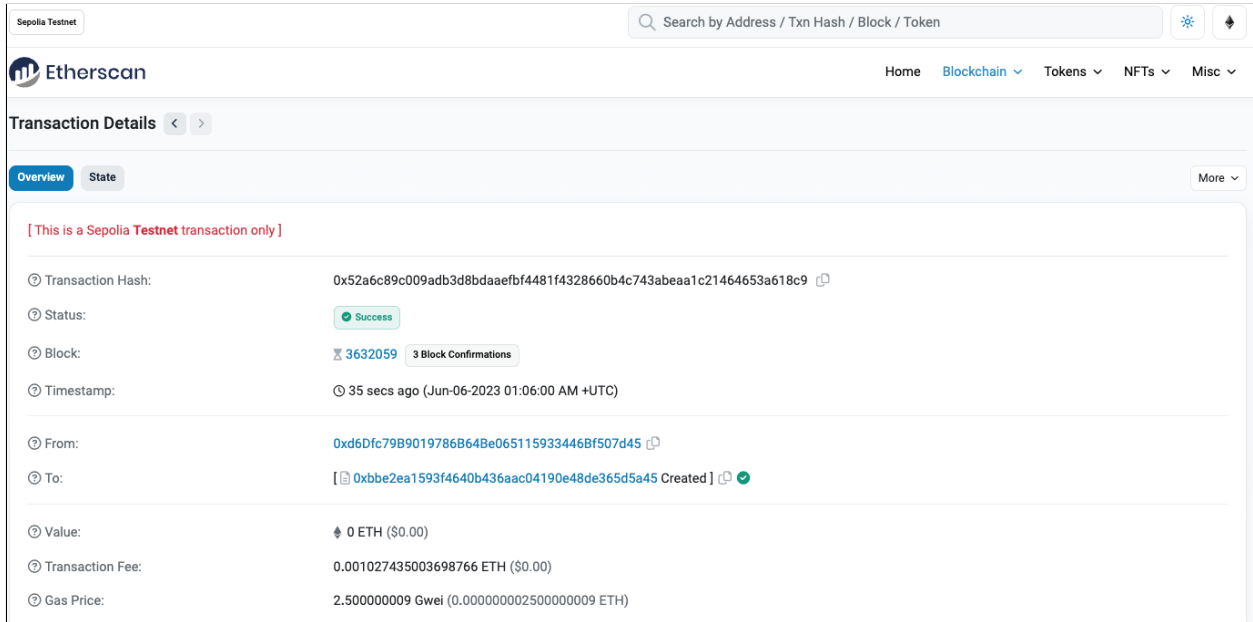 Sepolia Testnet
Search by Address / Txn Hash / Block / Token
Etherscan
Home Blockchain Tokens NFTs Misc
Transaction Details
Overview State More
[ This is a Sepolia Testnet transaction only ]
Transaction Hash: 0x52a6c89c009adb3d8bdaaefbf4481f4328660b4c743abeaa1c21464653a618c9
Status: Success
Block: 3632059 3 Block Confirmations
Timestamp: 35 secs ago (Jun-06-2023 01:06:00 AM +UTC)
From: 0xd6Dfc79B9019786B64Be065115933446Bf507d45
To: [ 0xbbe2ea1593f4640b436aac04190e48de365d5a45 Created ]
Value: 0 ETH ($0.00)
Transaction Fee: 0.001027435003698766 ETH ($0.00)
Gas Price: 2.500000009 Gwei (0.000000002500000009 ETH)